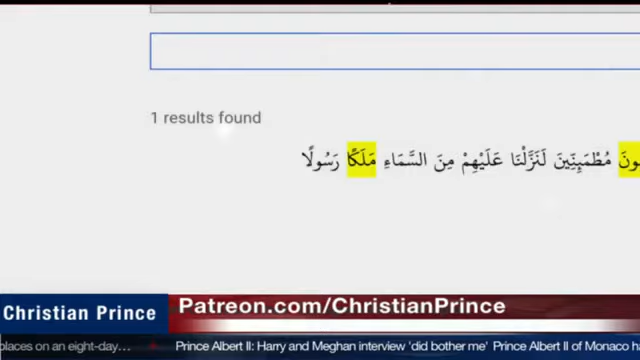 1 results found
مُطْمَئِنِّينَ لَنَزَّلْنَا عَلَيْهِمْ مِنَ السَّمَاءِ مَلَكًا رَسُولًا
Christian Prince
Patreon.com/ChristianPrince
places on an eight-day… Prince Albert II: Harry and Meghan interview 'did bother me' Prince Albert II of Monaco h